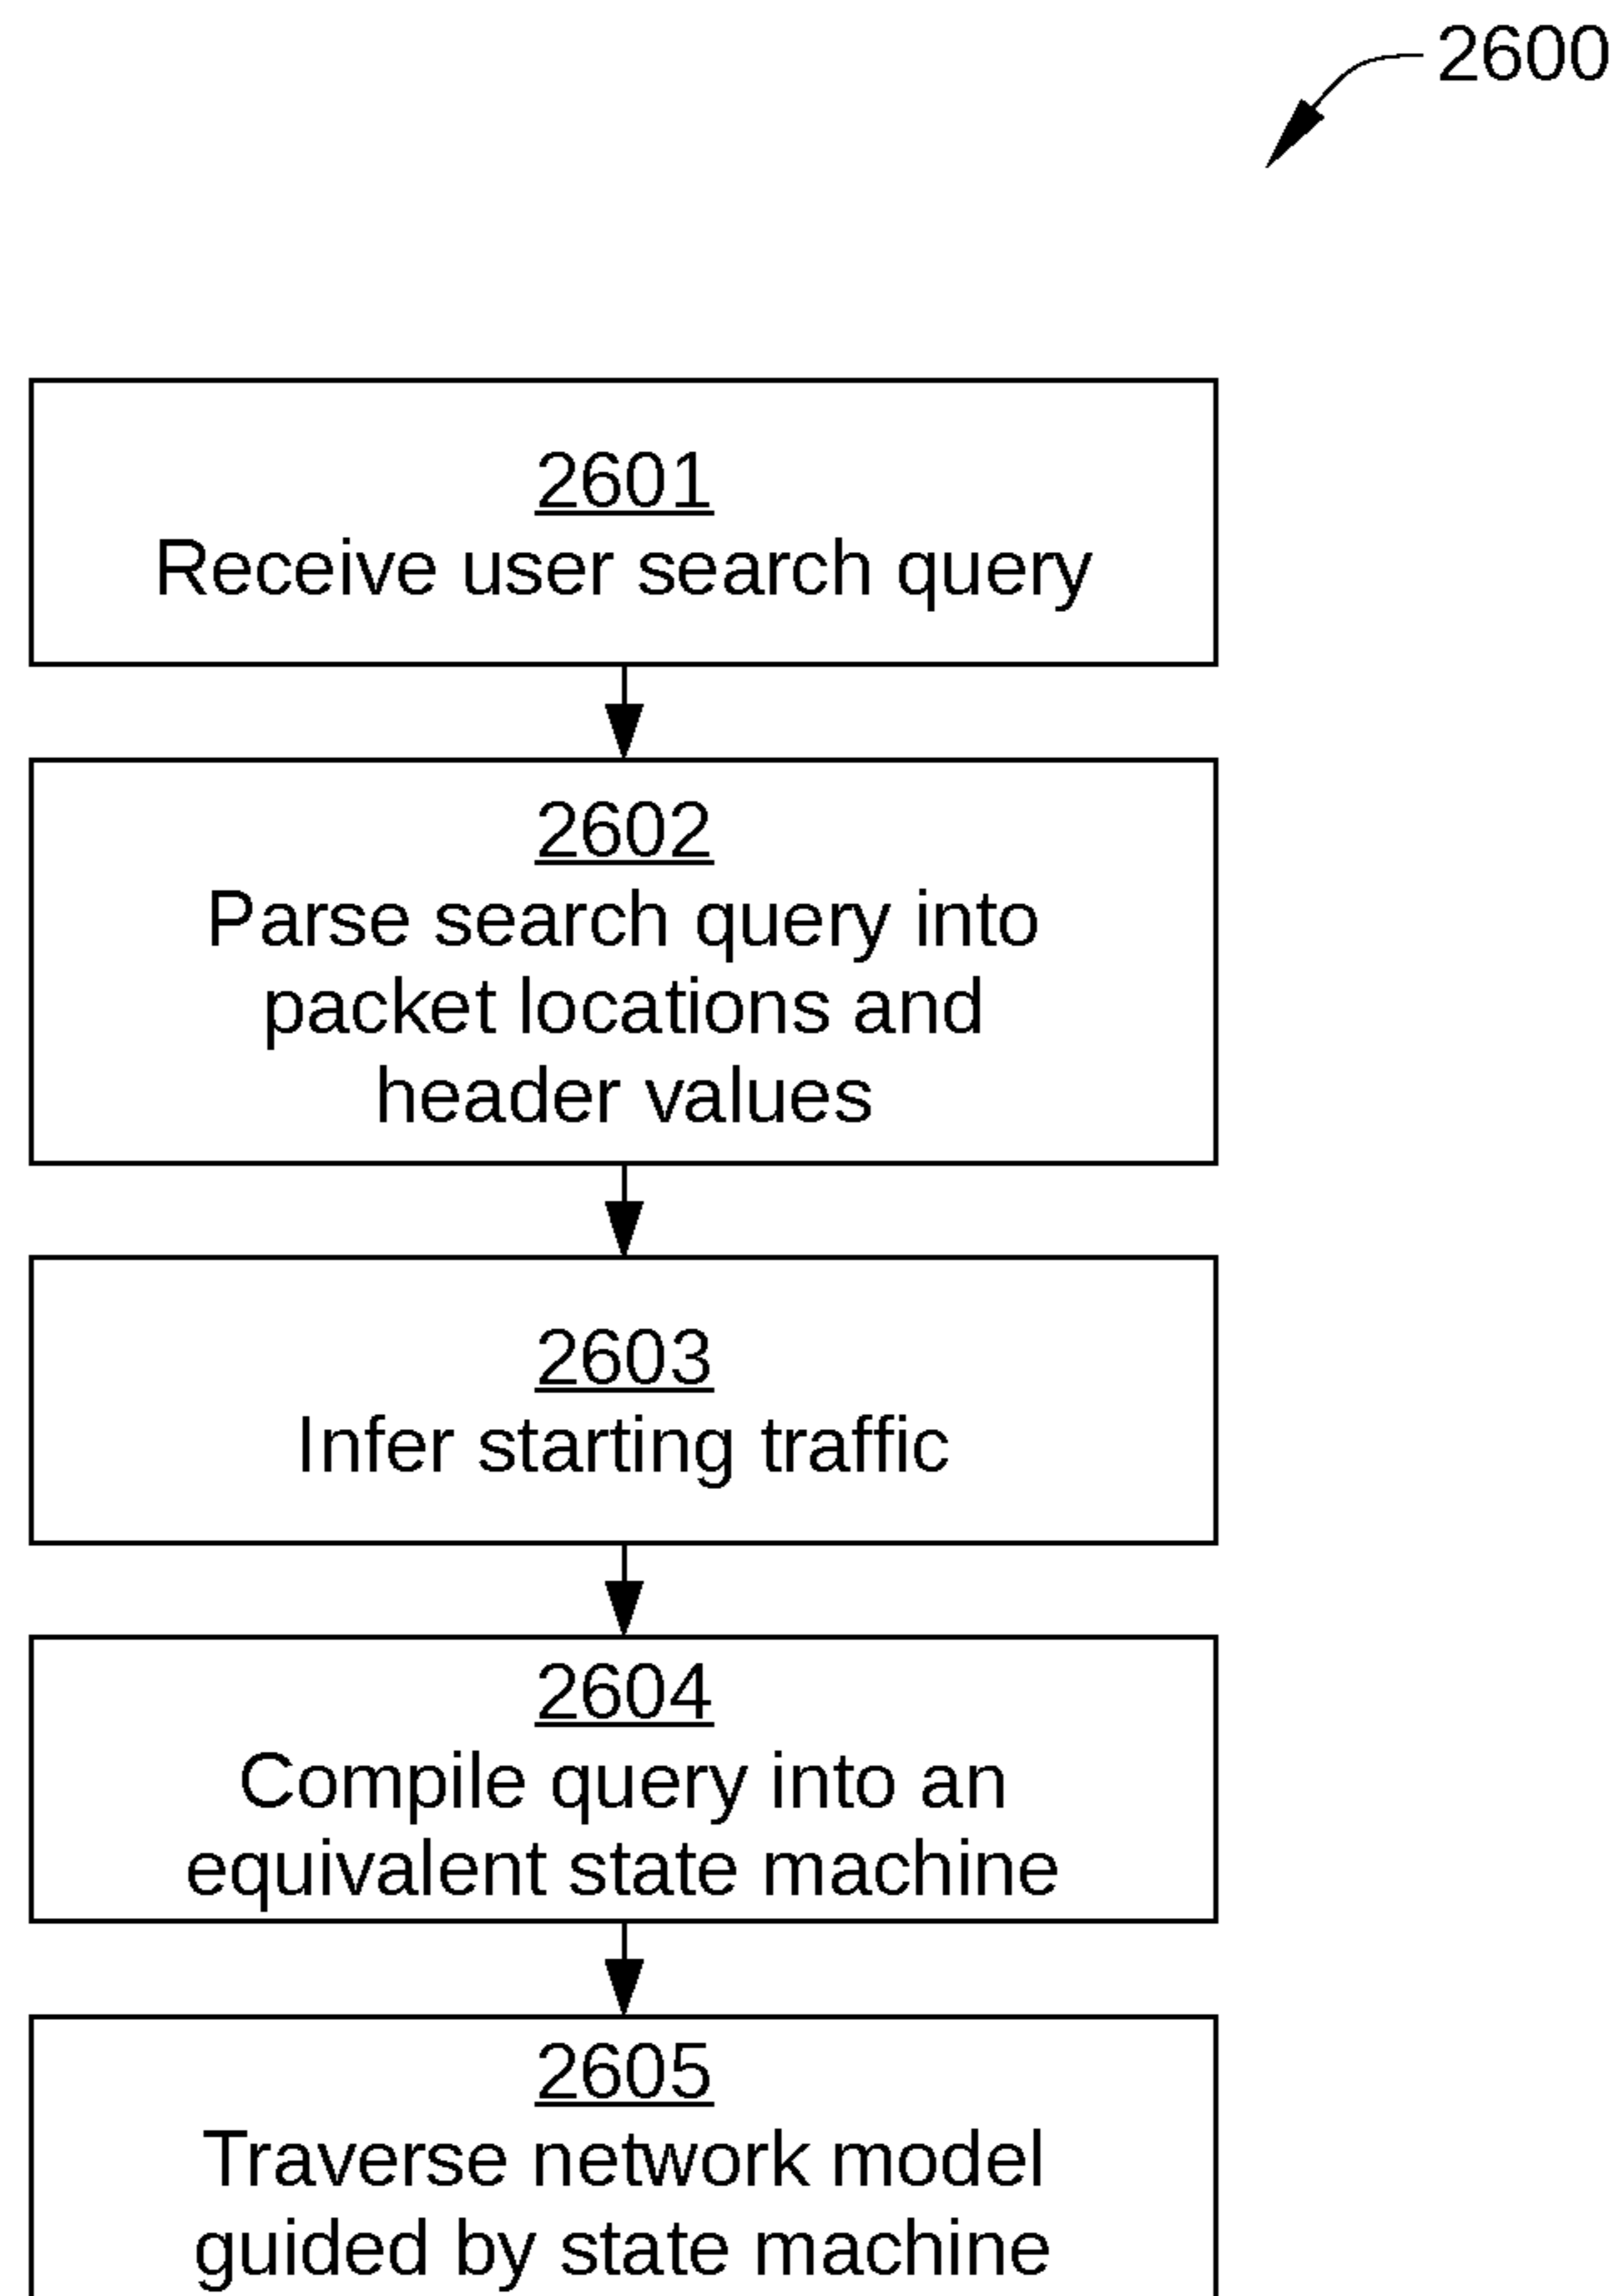 2600
2601
Receive user search query
2602
Parse search query into
packet locations and
header values
2603
Infer starting traffic
2604
Compile query into an
equivalent state machine
2605
Traverse network model
guided by state machine